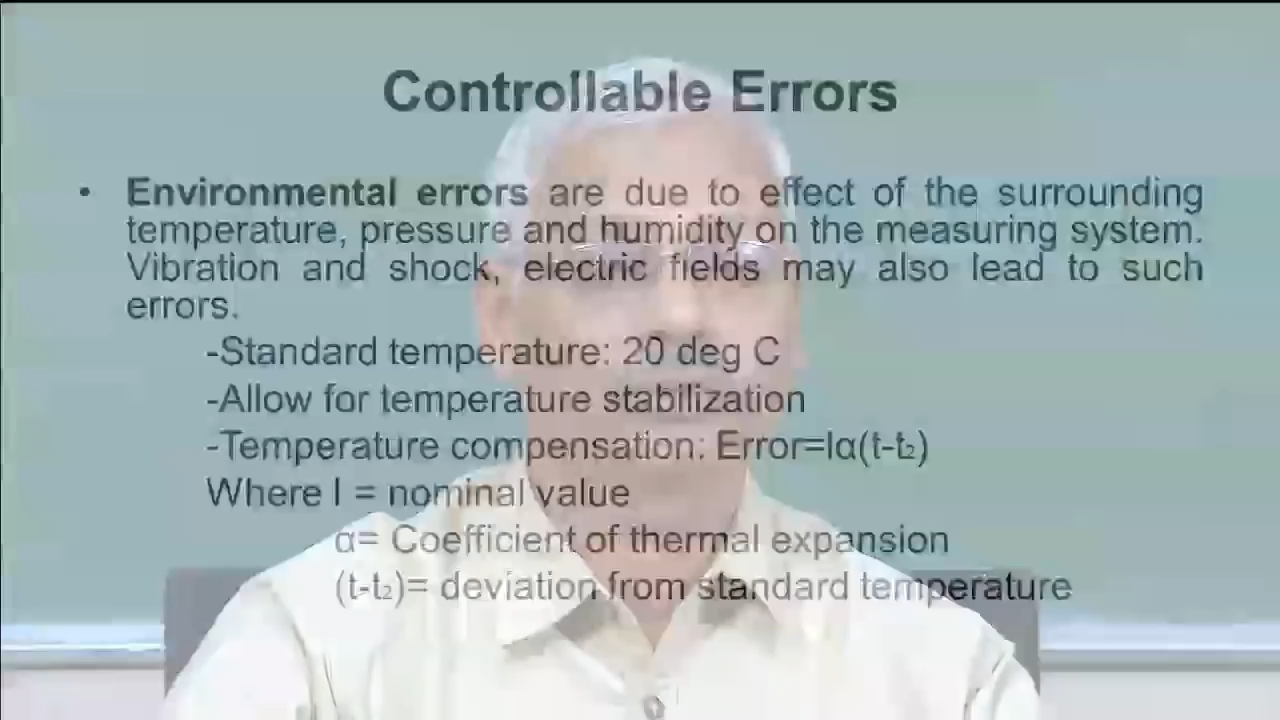 Controllable Errors
• Environmental errors are due to effect of the surrounding
temperature, pressure and humidity on the measuring system.
Vibration and shock, electric fields may also lead to such
errors.
-Standard temperature: 20 deg C
-Allow for temperature stabilization
-Temperature compensation: Error=lα(t-t₂)
Where l = nominal value
α= Coefficient of thermal expansion
(t-t₂)= deviation from standard temperature